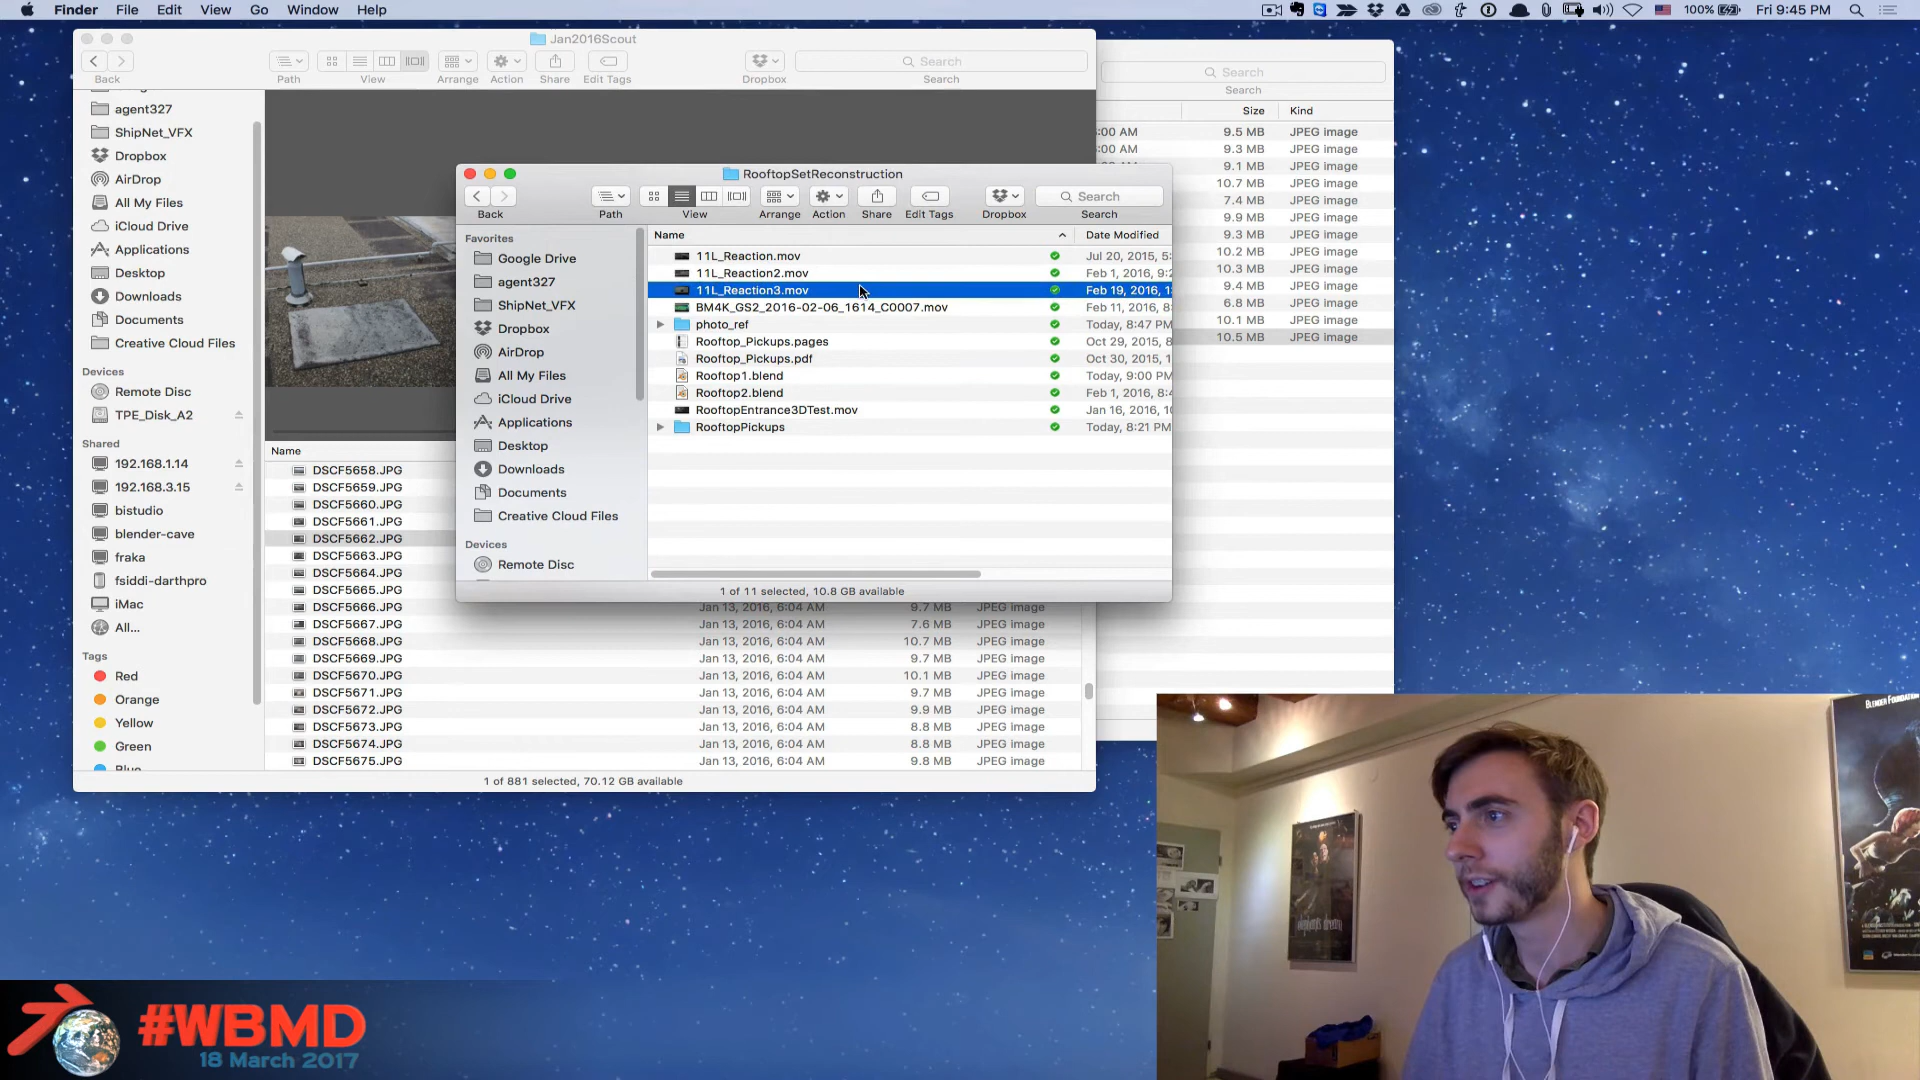 Finder File Edit View Go Window Help
100% Fri 9:45 PM
Jan2016Scout
Back Path View Arrange Action Share Edit Tags Dropbox Search
Search
agent327
ShipNet_VFX
Dropbox
AirDrop
All My Files
iCloud Drive
Applications
Desktop
Downloads
Documents
Creative Cloud Files
Devices
Remote Disc
TPE_Disk_A2
Shared
192.168.1.14
192.168.3.15
bistudio
blender-cave
fraka
fsiddi-darthpro
iMac
All...
Tags
Red
Orange
Yellow
Green
Blue
Name
DSCF5658.JPG
DSCF5659.JPG
DSCF5660.JPG
DSCF5661.JPG
DSCF5662.JPG
DSCF5663.JPG
DSCF5664.JPG
DSCF5665.JPG
DSCF5666.JPG Jan 13, 2016, 6:04 AM 9.7 MB JPEG image
DSCF5667.JPG Jan 13, 2016, 6:04 AM 7.6 MB JPEG image
DSCF5668.JPG Jan 13, 2016, 6:04 AM 10.7 MB JPEG image
DSCF5669.JPG Jan 13, 2016, 6:04 AM 9.7 MB JPEG image
DSCF5670.JPG Jan 13, 2016, 6:04 AM 10.1 MB JPEG image
DSCF5671.JPG Jan 13, 2016, 6:04 AM 9.7 MB JPEG image
DSCF5672.JPG Jan 13, 2016, 6:04 AM 9.9 MB JPEG image
DSCF5673.JPG Jan 13, 2016, 6:04 AM 8.8 MB JPEG image
DSCF5674.JPG Jan 13, 2016, 6:04 AM 8.8 MB JPEG image
DSCF5675.JPG Jan 13, 2016, 6:04 AM 9.8 MB JPEG image
1 of 881 selected, 70.12 GB available
RooftopSetReconstruction
Search
Back Path View Arrange Action Share Edit Tags Dropbox Search
Favorites
Google Drive
agent327
ShipNet_VFX
Dropbox
AirDrop
All My Files
iCloud Drive
Applications
Desktop
Downloads
Documents
Creative Cloud Files
Devices
Remote Disc
Name Date Modified
11L_Reaction.mov Jul 20, 2015, 5:
11L_Reaction2.mov Feb 1, 2016, 9:2
11L_Reaction3.mov Feb 19, 2016, 1
BM4K_GS2_2016-02-06_1614_C0007.mov Feb 11, 2016, 8
photo_ref Today, 8:47 PM
Rooftop_Pickups.pages Oct 29, 2015, 8
Rooftop_Pickups.pdf Oct 30, 2015, 1
Rooftop1.blend Today, 9:00 PM
Rooftop2.blend Feb 1, 2016, 8:4
RooftopEntrance3DTest.mov Jan 16, 2016, 10
RooftopPickups Today, 8:21 PM
1 of 11 selected, 10.8 GB available
Search
Search
Size Kind
:00 AM 9.5 MB JPEG image
:00 AM 9.3 MB JPEG image
9.1 MB JPEG image
10.7 MB JPEG image
7.4 MB JPEG image
9.9 MB JPEG image
9.3 MB JPEG image
10.2 MB JPEG image
10.3 MB JPEG image
9.4 MB JPEG image
6.8 MB JPEG image
10.1 MB JPEG image
10.5 MB JPEG image
elephants dream
#WBMD
18 March 2017